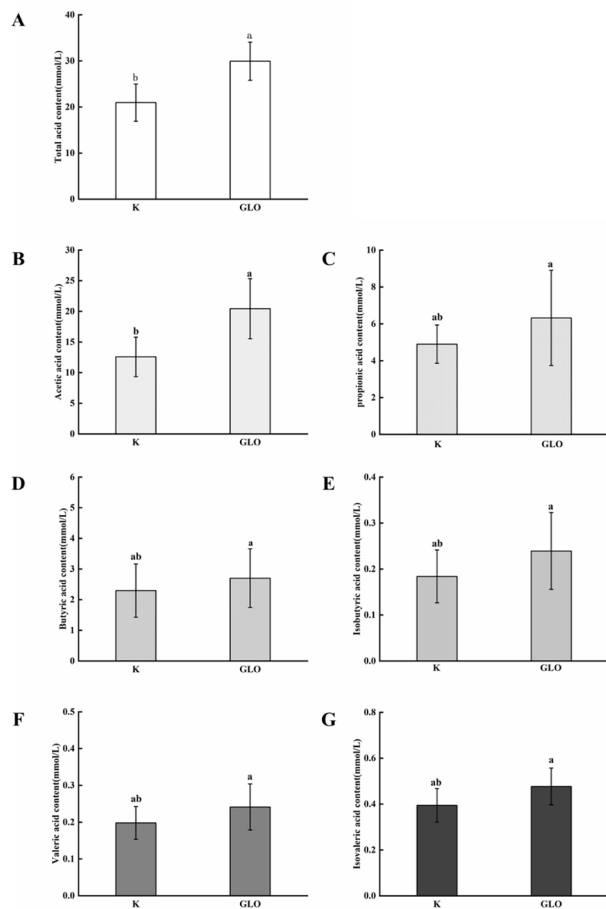 A
Total acid content(mmol/L)
40
30
20
10
0
b
a
K
GLO
B
Acetic acid content(mmol/L)
30
25
20
15
10
5
0
b
a
K
GLO
C
propionic acid content(mmol/L)
10
8
6
4
2
0
ab
a
K
GLO
D
Butyric acid content(mmol/L)
6
5
4
3
2
1
0
ab
a
K
GLO
E
Isobutyric acid content(mmol/L)
0.4
0.3
0.2
0.1
0.0
ab
a
K
GLO
F
Valeric acid content(mmol/L)
0.5
0.4
0.3
0.2
0.1
0.0
ab
a
K
GLO
G
Isovaleric acid content(mmol/L)
0.8
0.6
0.4
0.2
0.0
ab
a
K
GLO